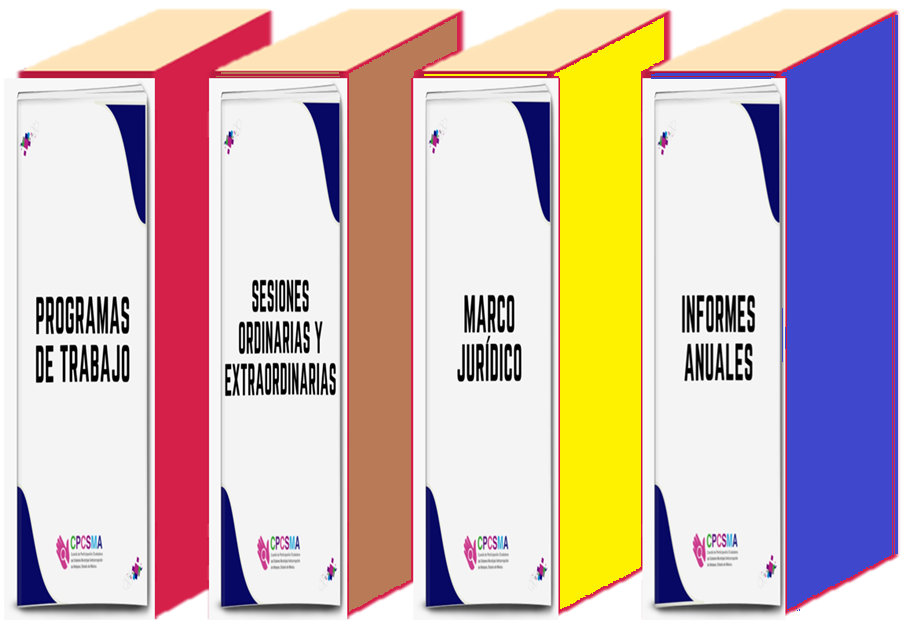 PROGRAMAS
DE TRABAJO
CPCSMA
SESIONES
ORDINARIAS Y
EXTRAORDINARIAS
CPCSMA
MARCO
JURÍDICO
CPCSMA
INFORMES
ANUALES
CPCSMA